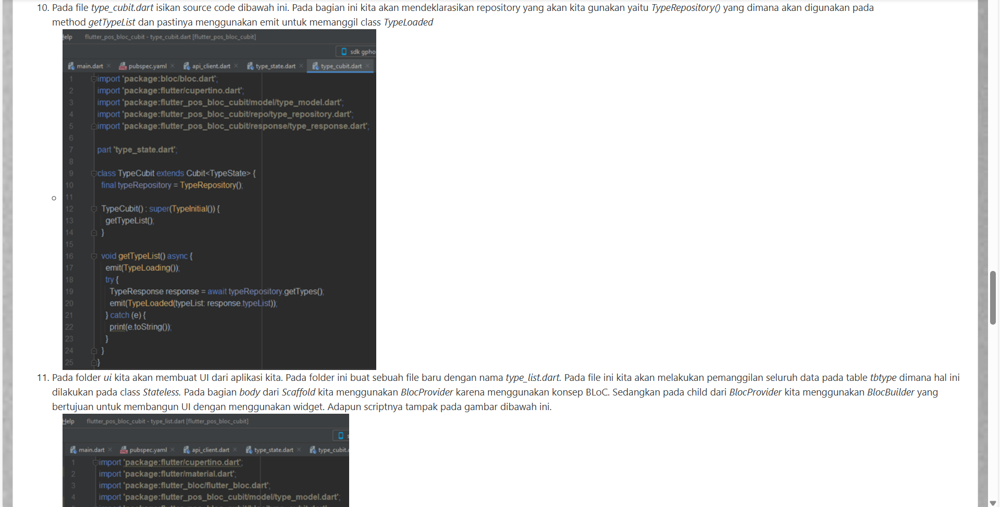 10. Pada file type_cubit.dart isikan source code dibawah ini. Pada bagian ini kita akan mendeklarasikan repository yang akan kita gunakan yaitu TypeRepository() yang dimana akan digunakan pada
method getTypeList dan pastinya menggunakan emit untuk memanggil class TypeLoaded
Help flutter_pos_bloc_cubit - type_cubit.dart [flutter_pos_bloc_cubit]
sdk gpho
main.dart × pubspec.yaml × api_client.dart × type_state.dart × type_cubit.dart ×
1 import 'package:bloc/bloc.dart';
2 import 'package:flutter/cupertino.dart';
3 import 'package:flutter_pos_bloc_cubit/model/type_model.dart';
4 import 'package:flutter_pos_bloc_cubit/repo/type_repository.dart';
5 import 'package:flutter_pos_bloc_cubit/response/type_response.dart';
6
7 part 'type_state.dart';
8
9 class TypeCubit extends Cubit<TypeState> {
10 final typeRepository = TypeRepository();
11
12 TypeCubit() : super(TypeInitial()) {
13 getTypeList();
14 }
15
16 void getTypeList() async {
17 emit(TypeLoading());
18 try {
19 TypeResponse response = await typeRepository.getTypes();
20 emit(TypeLoaded(typeList: response.typeList));
21 } catch (e) {
22 print(e.toString());
23 }
24 }
25 }
11. Pada folder ui kita akan membuat UI dari aplikasi kita. Pada folder ini buat sebuah file baru dengan nama type_list.dart. Pada file ini kita akan melakukan pemanggilan seluruh data pada table tbtype dimana hal ini
dilakukan pada class Stateless. Pada bagian body dari Scaffold kita menggunakan BlocProvider karena menggunakan konsep BLoC. Sedangkan pada child dari BlocProvider kita menggunakan BlocBuilder yang
bertujuan untuk membangun UI dengan menggunakan widget. Adapun scriptnya tampak pada gambar dibawah ini.
Help flutter_pos_bloc_cubit - type_list.dart [flutter_pos_bloc_cubit]
s
main.dart × pubspec.yaml × api_client.dart × type_state.dart × type_cubit.d
1 import 'package:flutter/cupertino.dart';
2 import 'package:flutter/material.dart';
3 import 'package:flutter_bloc/flutter_bloc.dart';
4 import 'package:flutter_pos_bloc_cubit/model/type_model.dart';